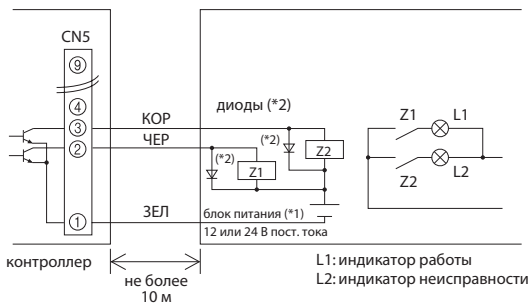 CN5
⑨
④
③
②
①
КОР
ЧЕР
ЗЕЛ
диоды (*2)
(*2)
(*2)
Z2
Z1
блок питания (*1)
12 или 24 В пост. тока
Z1
L1
Z2
L2
контроллер
не более
10 м
L1: индикатор работы
L2: индикатор неисправности